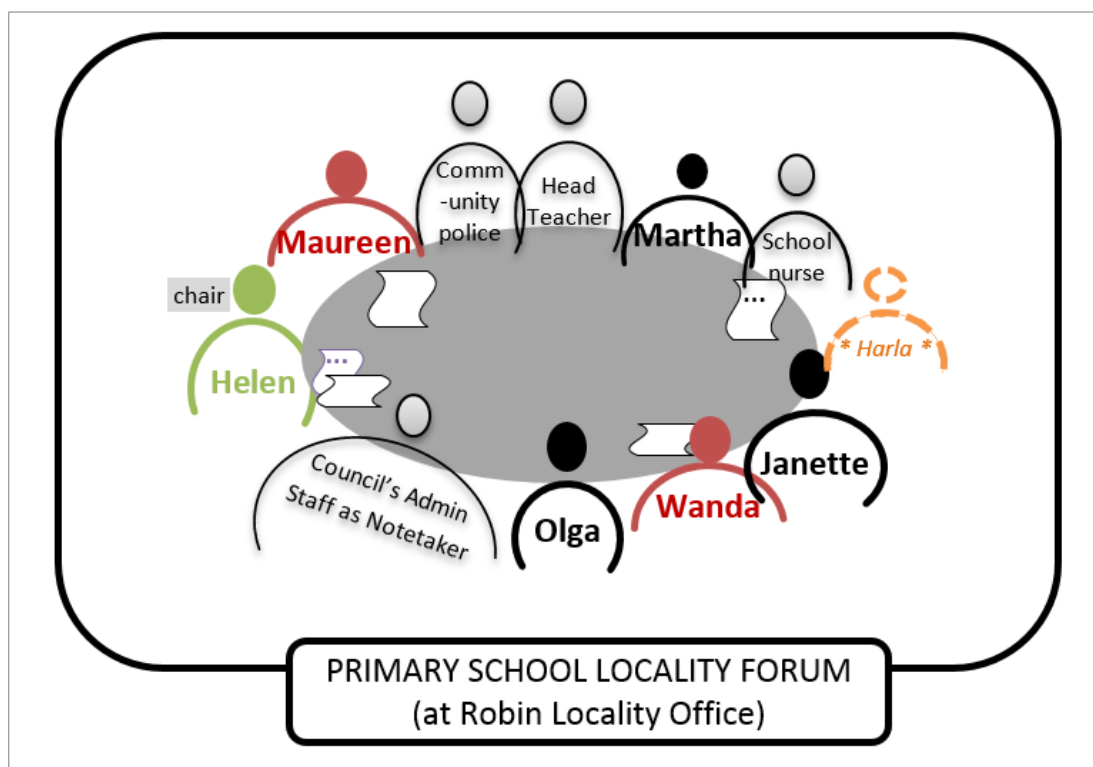 Comm
-unity
police
Head
Teacher
Maureen
Martha
School
nurse
...
chair
* Harla *
Helen
...
Janette
Council's Admin
Staff as Notetaker
Olga
Wanda
PRIMARY SCHOOL LOCALITY FORUM
(at Robin Locality Office)